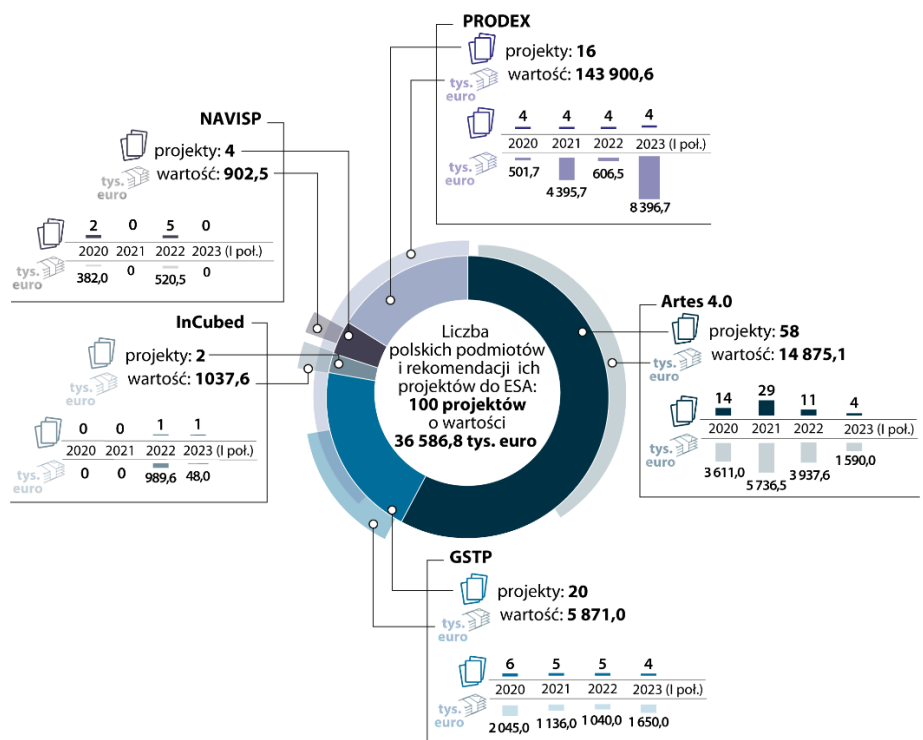 PRODEX
projekty: 16
tys. euro
wartość: 143 900,6
4 4 4 4
2020 2021 2022 2023 (I poł.)
tys. euro
501,7 4 395,7 606,5 8 396,7
NAVISP
projekty: 4
tys. euro
wartość: 902,5
2 0 5 0
2020 2021 2022 2023 (I poł.)
tys. euro
382,0 0 520,5 0
InCubed
projekty: 2
tys. euro
wartość: 1037,6
0 0 1 1
2020 2021 2022 2023 (I poł.)
tys. euro
0 0 989,6 48,0
Liczba
polskich podmiotów
i rekomendacji ich
projektów do ESA:
100 projektów
o wartości
36 586,8 tys. euro
Artes 4.0
projekty: 58
tys. euro
wartość: 14 875,1
14 29 11 4
2020 2021 2022 2023 (I poł.)
tys. euro
3 611,0 5 736,5 3 937,6 1 590,0
GSTP
projekty: 20
tys. euro
wartość: 5 871,0
6 5 5 4
2020 2021 2022 2023 (I poł.)
tys. euro
2 045,0 1 136,0 1 040,0 1 650,0